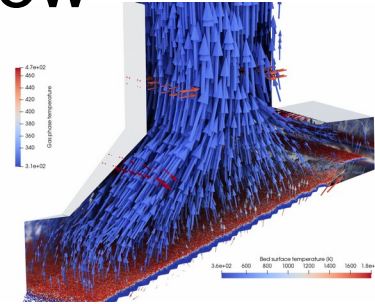 ow
4.7e+02
460
440
420
400
380
360
340
3.1e+02
Gas phase temperature
Bed surface temperature (K)
3.6e+02 600 800 1000 1200 1400 1600 1.8e+